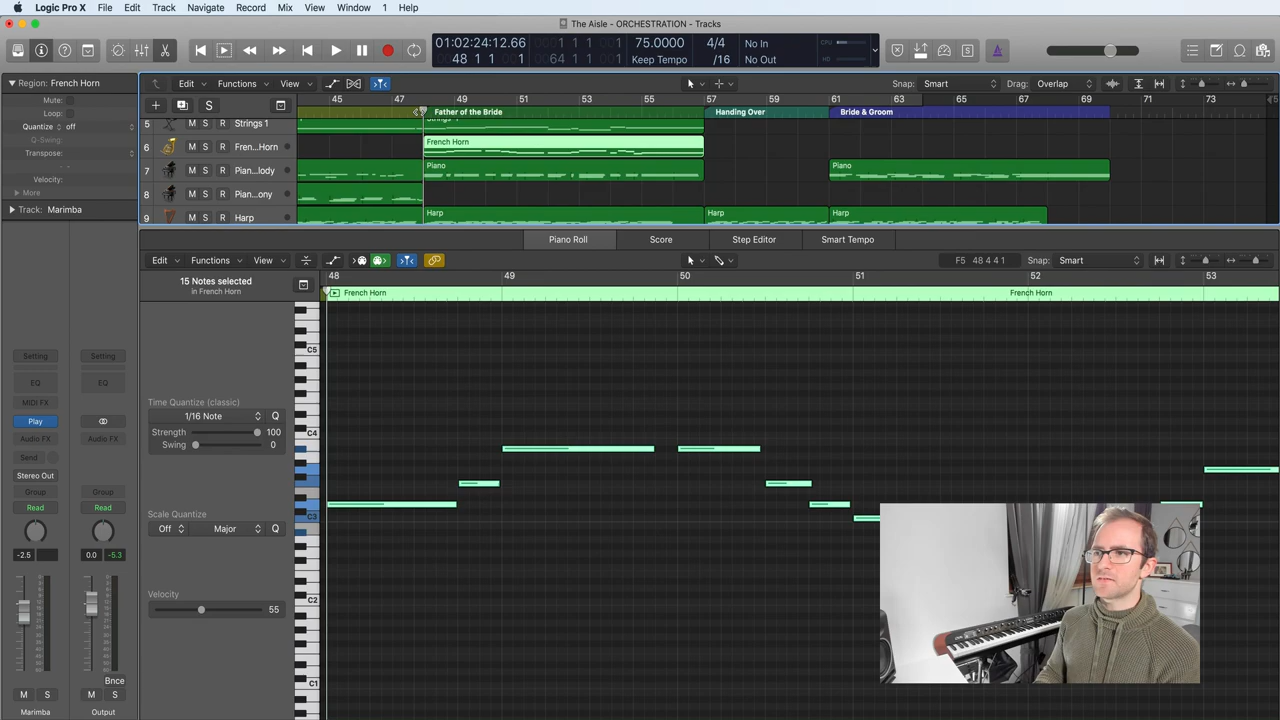 Logic Pro X File Edit Track Navigate Record Mix View Window 1 Help
The Aisle - ORCHESTRATION - Tracks
01:02:24:12.66 75.0000 4/4 No In CPU
48 1 1 1 64 1 1 1 Keep Tempo /16 No Out HD
Region: French Horn
Mute:
Loop:
Quantize: off
Q-Swing:
Transpose:
Velocity:
More
Track: Marimba
Edit Functions View Snap: Smart Drag: Overlap
45 47 49 51 53 55 57 59 61 63 65 67 69 71 73
Father of the Bride Handing Over Bride & Groom
5 Strings 1
6 Fren...Horn French Horn
7 Pian...lody Piano Piano
8 Pian...ony
9 Harp Harp Harp Harp
Piano Roll Score Step Editor Smart Tempo
Edit Functions View F5 48 4 4 1 Snap: Smart
15 Notes selected
in French Horn
48 49 50 51 52 53
French Horn French Horn
C5
C4
C3
C2
C1
Time Quantize (classic)
1/16 Note Q
Strength 100
Swing 0
Scale Quantize
Off Major Q
Velocity
55
Setting Setting
EQ EQ
MIDI FX
Play
Audio FX Audio FX
Send
Stereo Out
Group Group
Read Read
-2.5 0.0 -5.3
Bnce
M S M S
Marimba Output